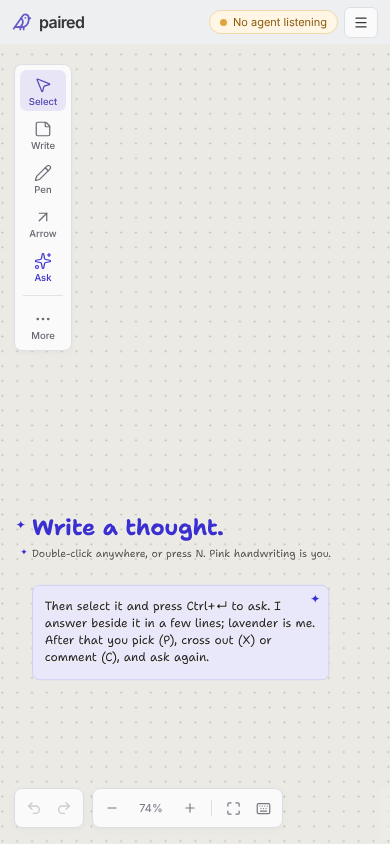 paired
No agent listening
Select
Write
Pen
Arrow
Ask
More
Write a thought.
Double-click anywhere, or press N. Pink handwriting is you.
Then select it and press Ctrl+↵ to ask. I
answer beside it in a few lines; lavender is me.
After that you pick (P), cross out (X) or
comment (C), and ask again.
74%